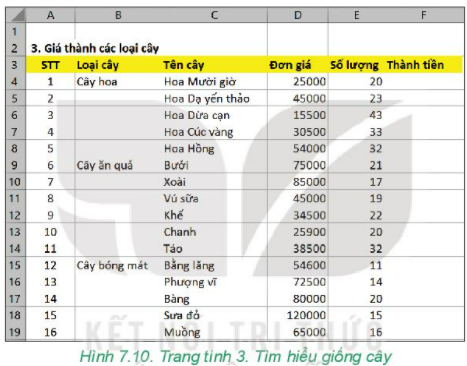 A B C D E F
1
2 3. Giá thành các loại cây
3 STT Loại cây Tên cây Đơn giá Số lượng Thành tiền
4 1 Cây hoa Hoa Mười giờ 25000 20
5 2 Hoa Dạ yến thảo 45000 23
6 3 Hoa Dừa cạn 15500 43
7 4 Hoa Cúc vàng 30500 33
8 5 Hoa Hồng 54000 32
9 6 Cây ăn quả Bưởi 75000 21
10 7 Xoài 85000 17
11 8 Vú sữa 45000 19
12 9 Khế 34500 22
13 10 Chanh 25900 20
14 11 Táo 38500 32
15 12 Cây bóng mát Bằng lăng 54600 11
16 13 Phượng vĩ 72500 14
17 14 Bàng 80000 20
18 15 Sưa đỏ 120000 15
19 16 Muồng 65000 16
KẾT NỐI TRI THỨC
Hình 7.10. Trang tính 3. Tìm hiểu giống cây